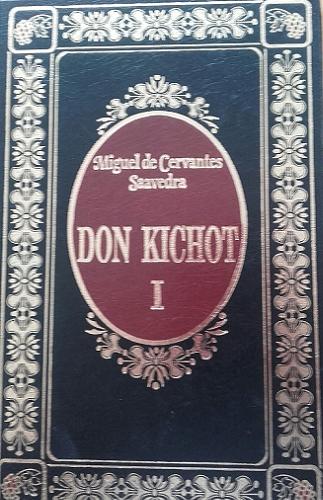 Miguel de Cervantes
Saavedra
DON KICHOT
I